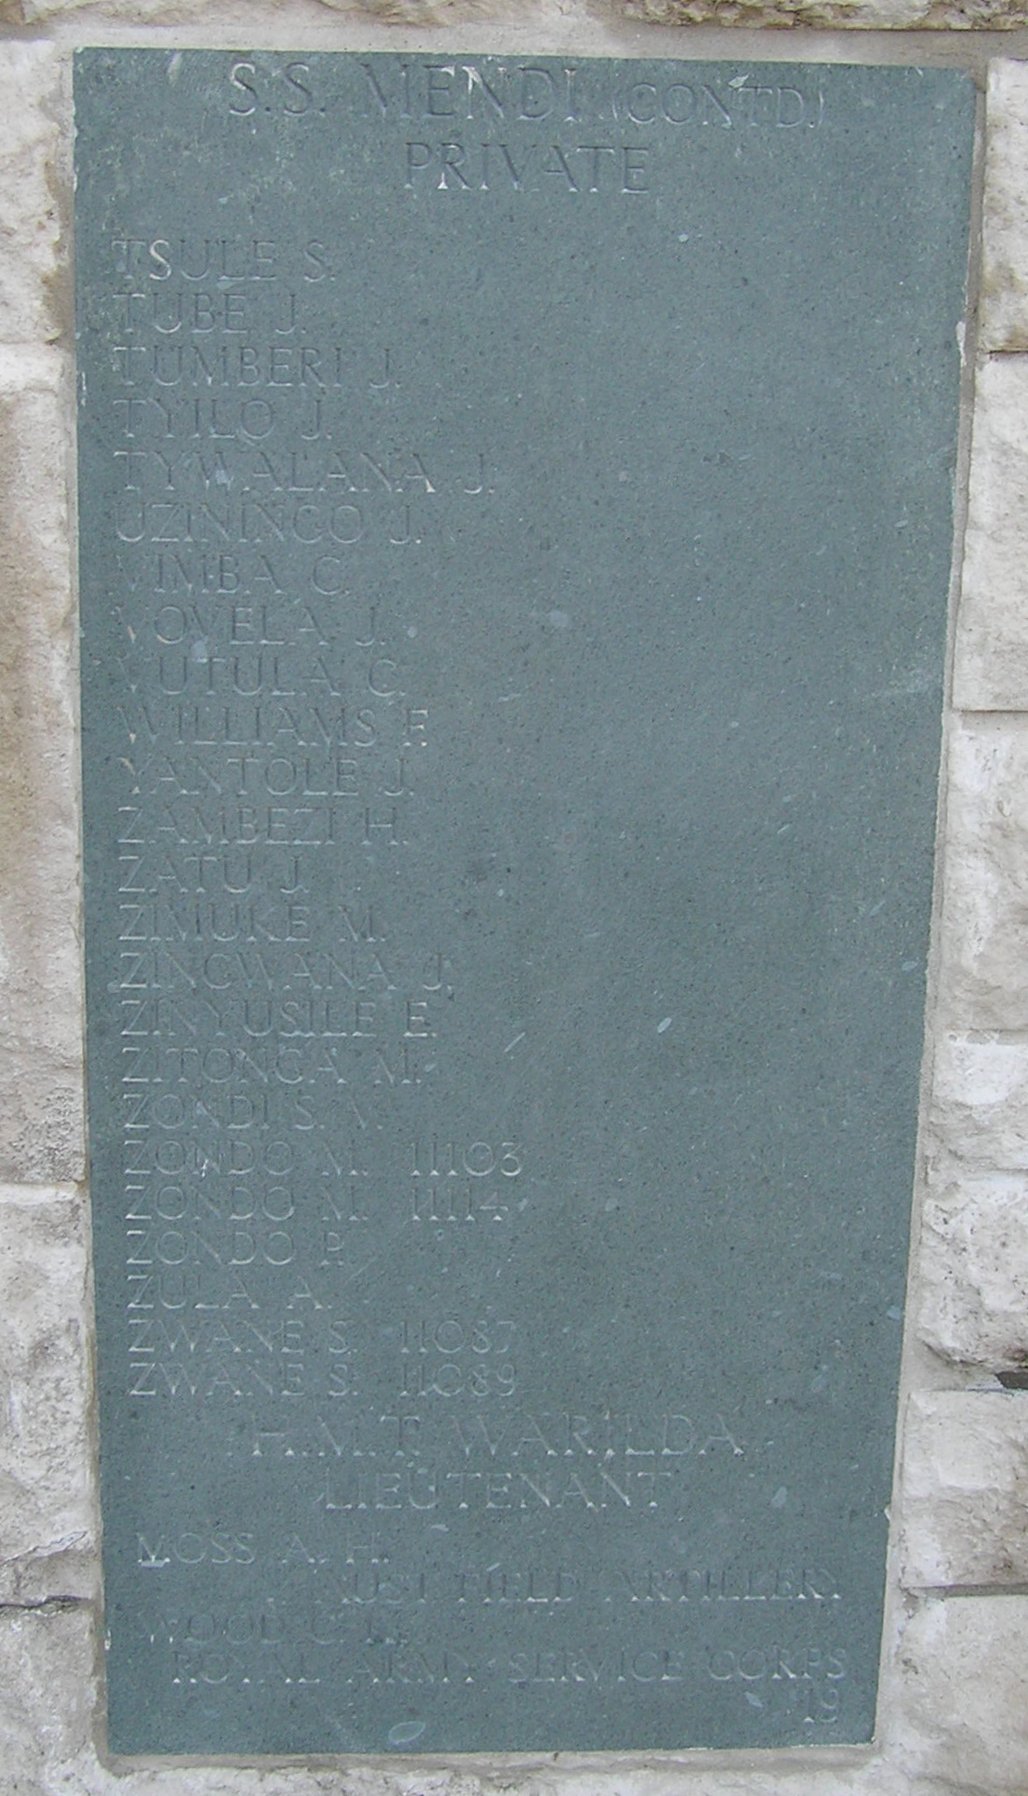 S.S. MENDI (CONTD.)
PRIVATE
TSULE S.
TUBE J.
TUMBERI J.
TYILO J.
TYWALANA J.
UZININGO J.
VIMBA C.
VOVELA J.
VUTULA C.
WILLIAMS F.
YANTOLE J.
ZAMBEZI H.
ZATU J.
ZIMUKE M.
ZINGWANA J.
ZINYUSILE E.
ZITONGA M.
ZONDI S. V.
ZONDO M. 11103
ZONDO M. 11114
ZONDO P.
ZULA A.
ZWANE S. 11087
ZWANE S. 11089
H.M.T. WARILDA
LIEUTENANT
MOSS A. H.
AUST. FIELD ARTILLERY
WOOD
ROYAL ARMY SERVICE CORPS
19